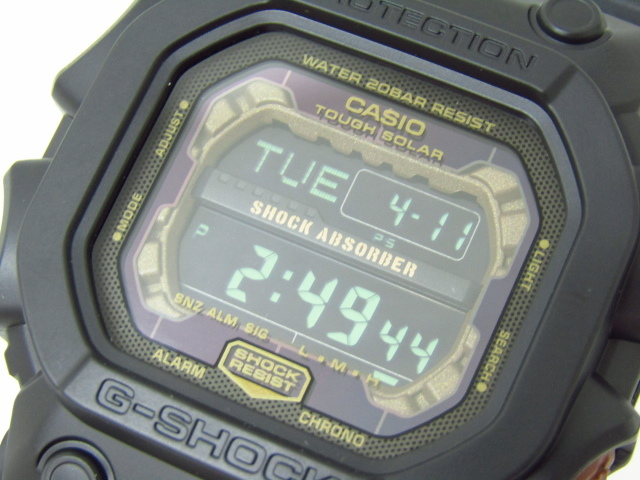 PROTECTION
WATER 20BAR RESIST
CASIO
TOUGH SOLAR
ADJUST
MODE
LIGHT
SEARCH
TUE 4-11
SHOCK ABSORBER
PS
P 2:49 44
SNZ ALM SIG L M H
ALARM
SHOCK RESIST
CHRONO
G-SHOCK